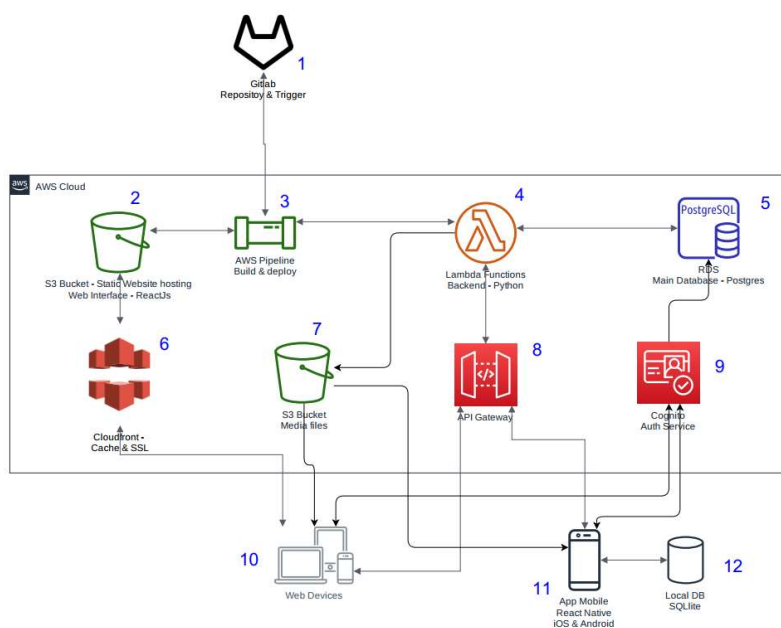 1
Gitlab
Repositoy & Trigger
aws
AWS Cloud
2
3
4
5
PostgreSQL
S3 Bucket - Static Website hosting
Web Interface - ReactJs
AWS Pipeline
Build & deploy
Lambda Functions
Backend - Python
RDS
Main Database - Postgres
6
7
8
9
Cloudfront -
Cache & SSL
S3 Bucket
Media files
API Gateway
Cognito
Auth Service
10
Web Devices
11
App Mobile
React Native
iOS & Android
12
Local DB
SQLlite